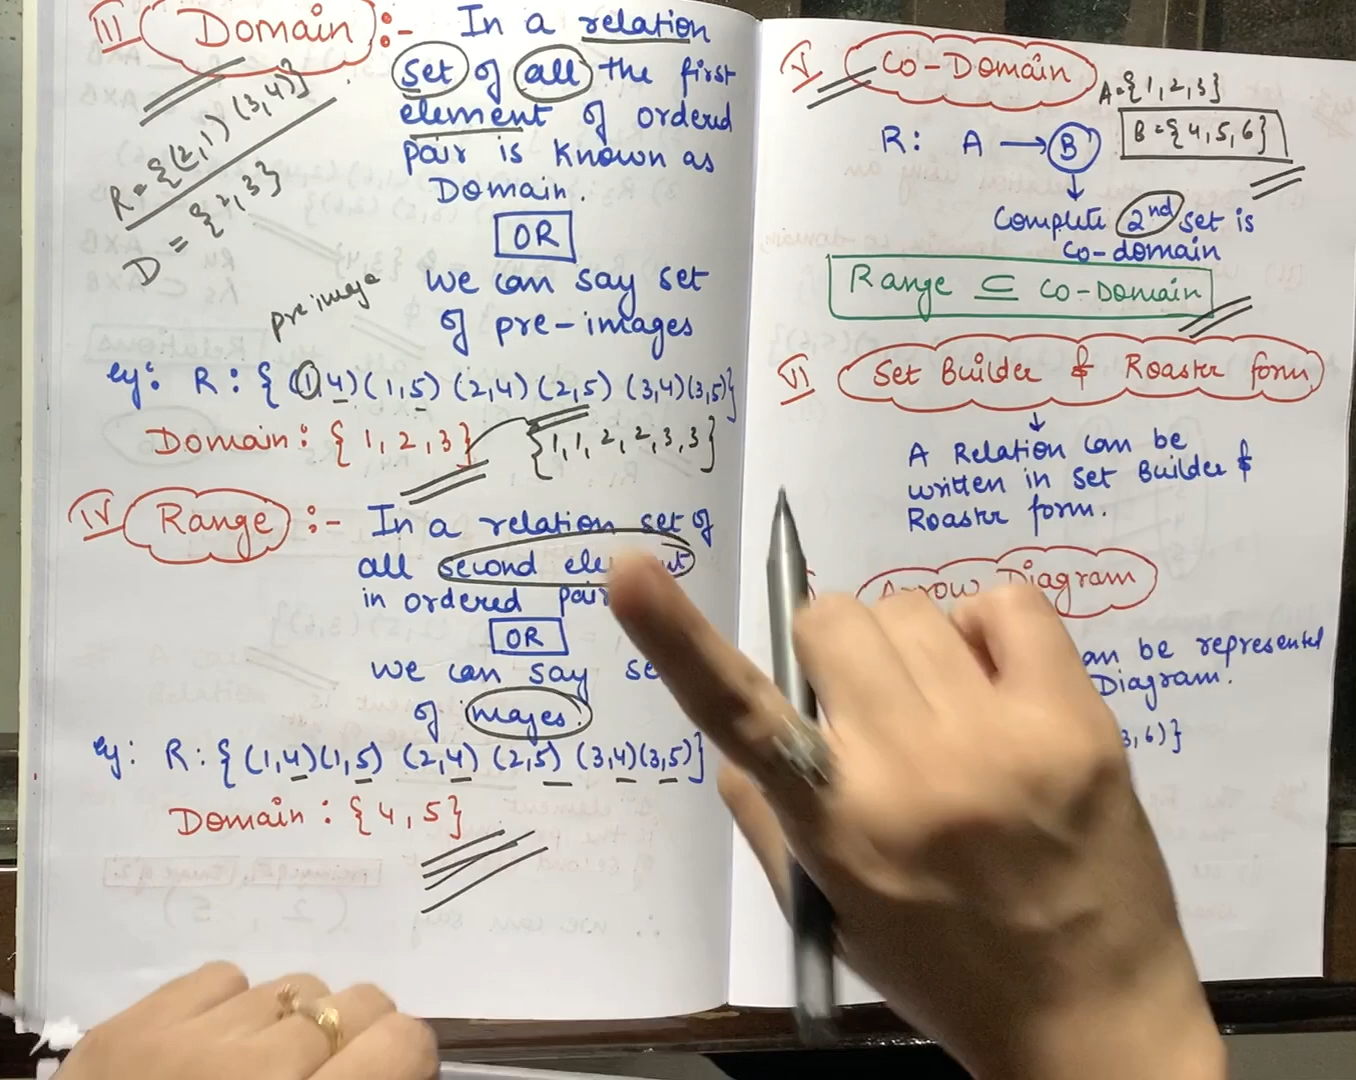 III Domain :- In a relation
set of all the first
element of ordered
pair is known as
Domain.
OR
we can say set
of pre-images
R = {(2,1) (3,4)}
D = {2,3}
pre image
eg: R : { (1,4)(1,5) (2,4) (2,5) (3,4)(3,5)}
Domain : { 1, 2, 3 }
{1,1,2,2,3,3}
IV Range :- In a relation set of
all second element
in ordered pair
OR
we can say se
of images.
eg: R : { (1,4)(1,5) (2,4) (2,5) (3,4)(3,5)}
Domain : { 4, 5 }
V Co-Domain
A={1,2,3}
B={4,5,6}
R: A → B
Complete 2nd set is
Co-domain
Range ⊆ Co-Domain
VI Set Builder & Roaster form
A Relation can be
written in Set Builder &
Roaster form.
Arrow Diagram
an be represented
Diagram.
3,6)}